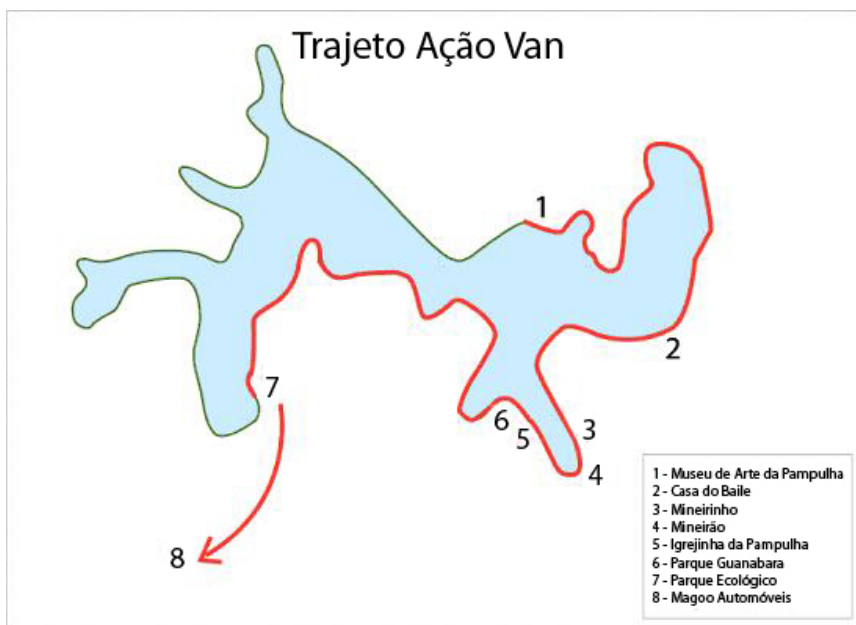 Trajeto Ação Van
1
2
3
4
5
6
7
8
1 - Museu de Arte da Pampulha
2 - Casa do Baile
3 - Mineirinho
4 - Mineirão
5 - Igrejinha da Pampulha
6 - Parque Guanabara
7 - Parque Ecológico
8 - Magoo Automóveis